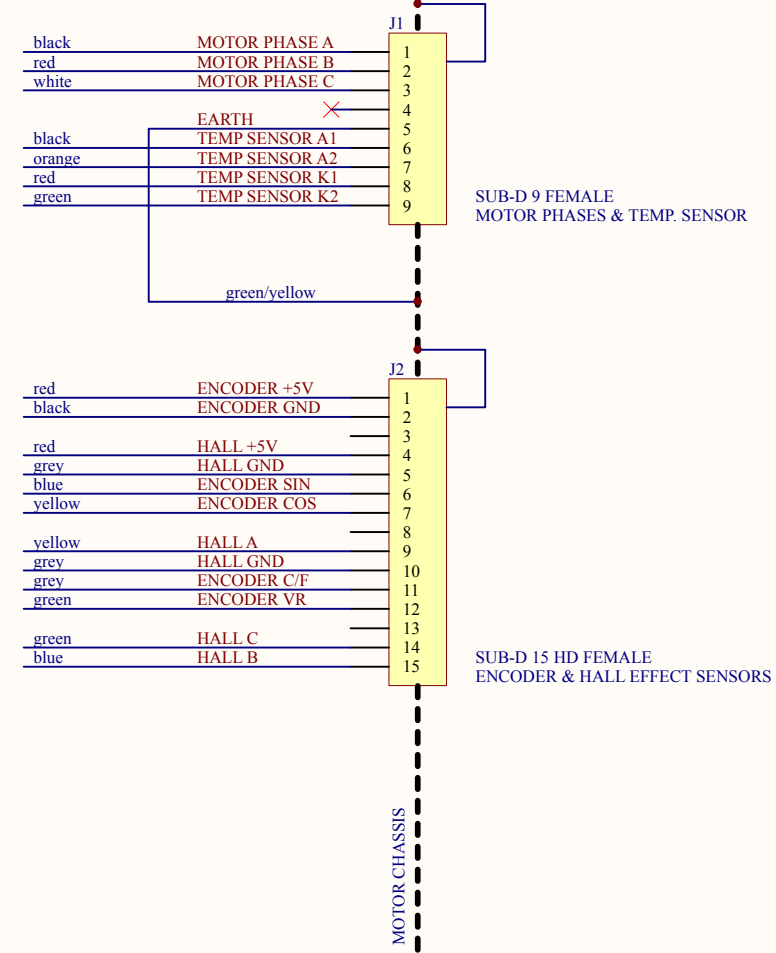 J1
black MOTOR PHASE A 1
red MOTOR PHASE B 2
white MOTOR PHASE C 3
4
EARTH 5
black TEMP SENSOR A1 6
orange TEMP SENSOR A2 7
red TEMP SENSOR K1 8
green TEMP SENSOR K2 9
SUB-D 9 FEMALE
MOTOR PHASES & TEMP. SENSOR
green/yellow
J2
red ENCODER +5V 1
black ENCODER GND 2
3
red HALL +5V 4
grey HALL GND 5
blue ENCODER SIN 6
yellow ENCODER COS 7
8
yellow HALL A 9
grey HALL GND 10
grey ENCODER C/F 11
green ENCODER VR 12
13
green HALL C 14
blue HALL B 15
SUB-D 15 HD FEMALE
ENCODER & HALL EFFECT SENSORS
MOTOR CHASSIS